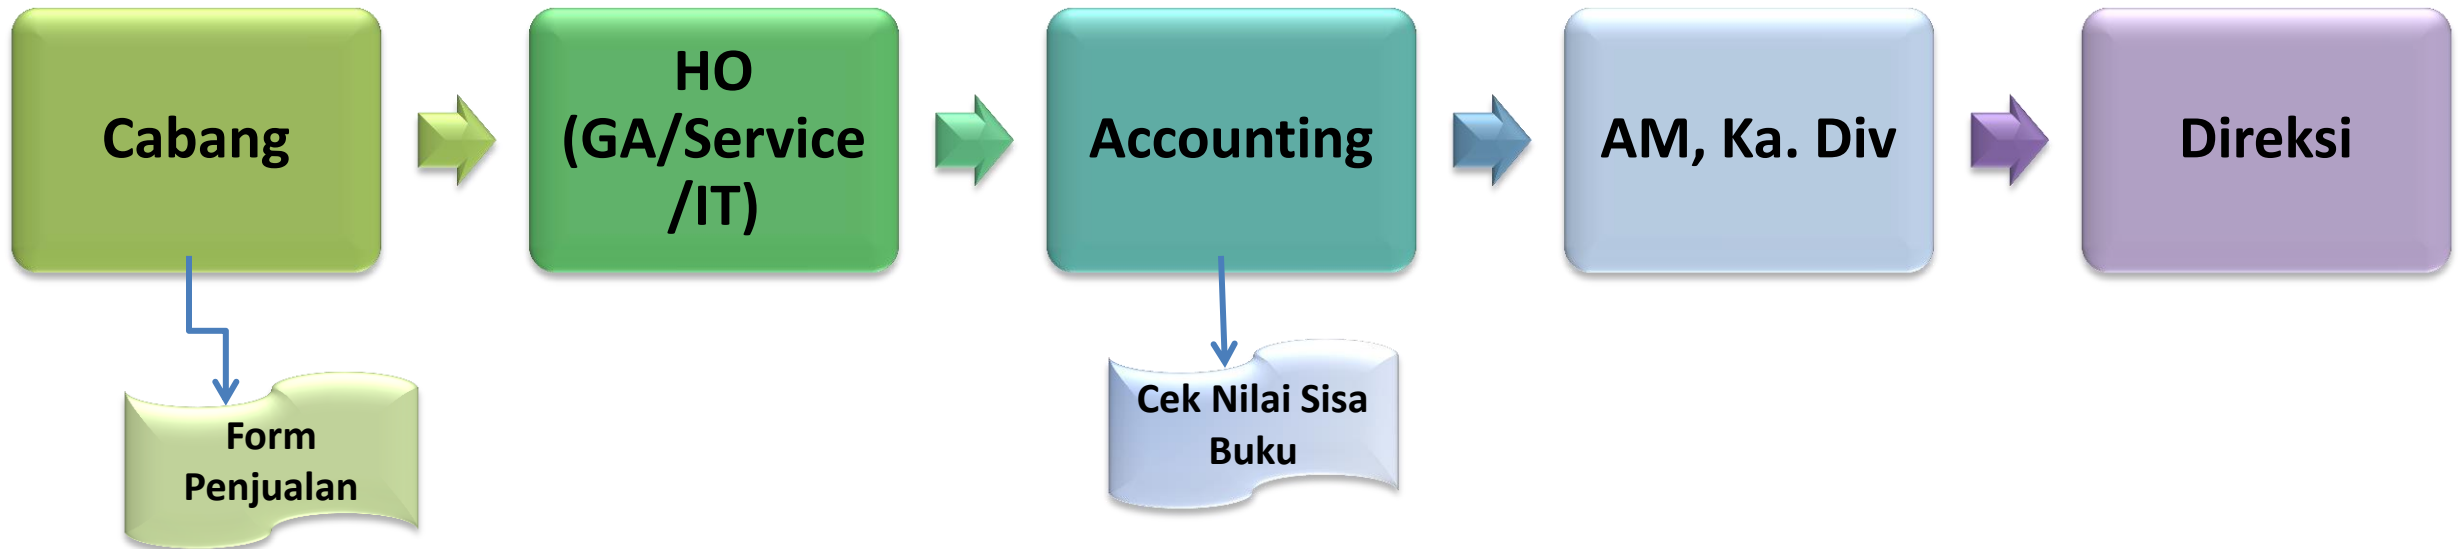 Cabang
HO
(GA/Service
/IT)
Accounting
AM, Ka. Div
Direksi
Form
Penjualan
Cek Nilai Sisa
Buku